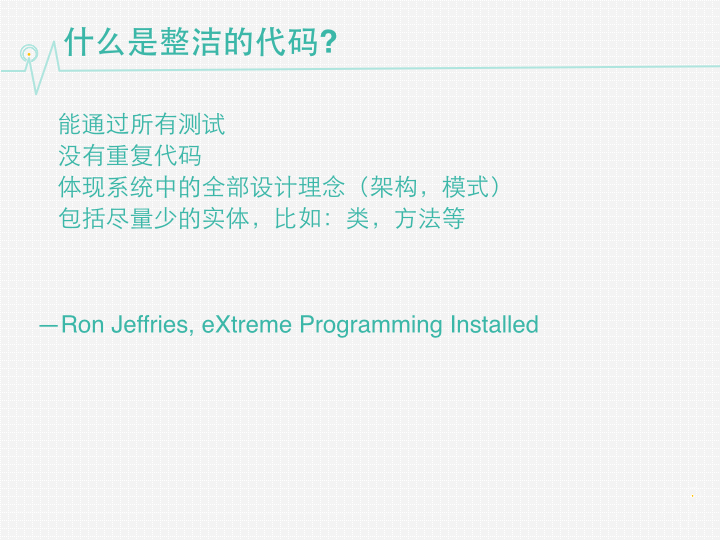 什么是整洁的代码?
能通过所有测试
没有重复代码
体现系统中的全部设计理念（架构，模式）
包括尽量少的实体，比如：类，方法等
—Ron Jeffries, eXtreme Programming Installed